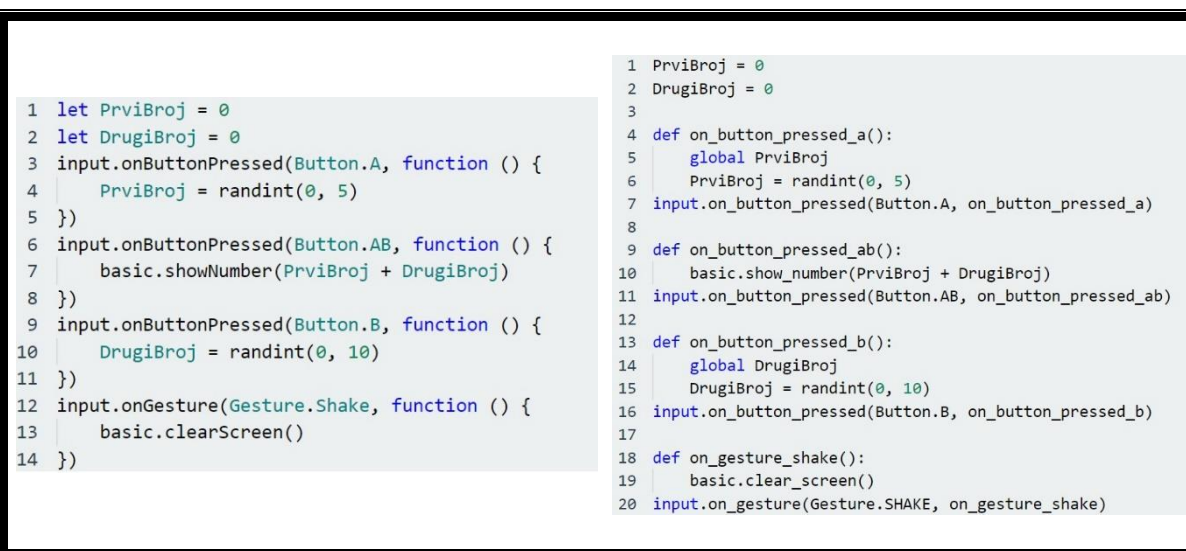 1 let PrviBroj = 0
2 let DrugiBroj = 0
3 input.onButtonPressed(Button.A, function () {
4     PrviBroj = randint(0, 5)
5 })
6 input.onButtonPressed(Button.AB, function () {
7     basic.showNumber(PrviBroj + DrugiBroj)
8 })
9 input.onButtonPressed(Button.B, function () {
10     DrugiBroj = randint(0, 10)
11 })
12 input.onGesture(Gesture.Shake, function () {
13     basic.clearScreen()
14 })
1 PrviBroj = 0
2 DrugiBroj = 0
3
4 def on_button_pressed_a():
5     global PrviBroj
6     PrviBroj = randint(0, 5)
7 input.on_button_pressed(Button.A, on_button_pressed_a)
8
9 def on_button_pressed_ab():
10     basic.show_number(PrviBroj + DrugiBroj)
11 input.on_button_pressed(Button.AB, on_button_pressed_ab)
12
13 def on_button_pressed_b():
14     global DrugiBroj
15     DrugiBroj = randint(0, 10)
16 input.on_button_pressed(Button.B, on_button_pressed_b)
17
18 def on_gesture_shake():
19     basic.clear_screen()
20 input.on_gesture(Gesture.SHAKE, on_gesture_shake)